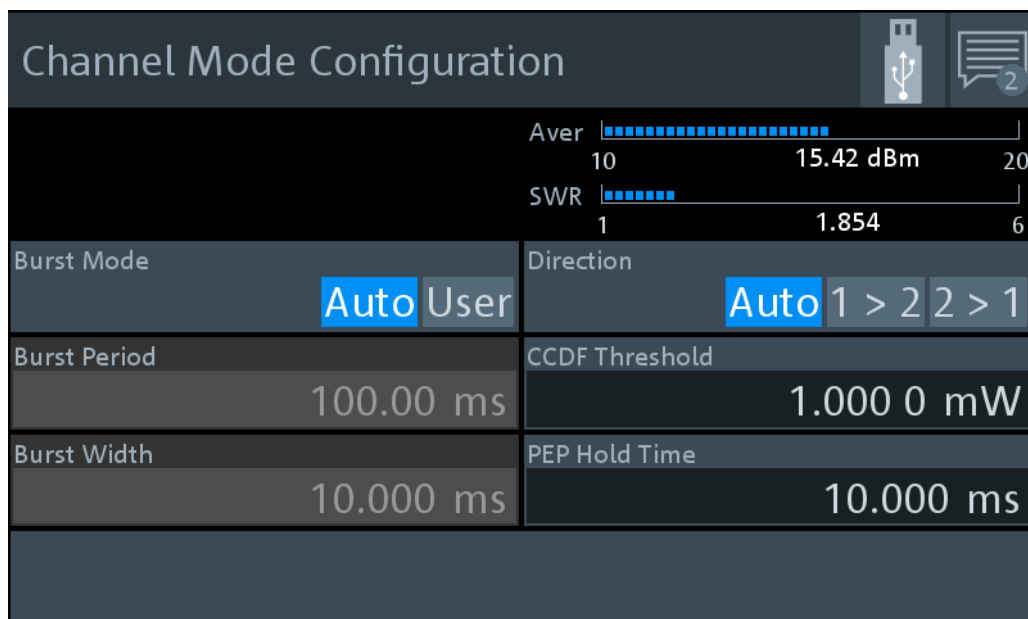 Channel Mode Configuration
2
Aver
10 15.42 dBm 20
SWR
1 1.854 6
Burst Mode
Auto User
Direction
Auto 1 > 2 2 > 1
Burst Period
100.00 ms
CCDF Threshold
1.000 0 mW
Burst Width
10.000 ms
PEP Hold Time
10.000 ms